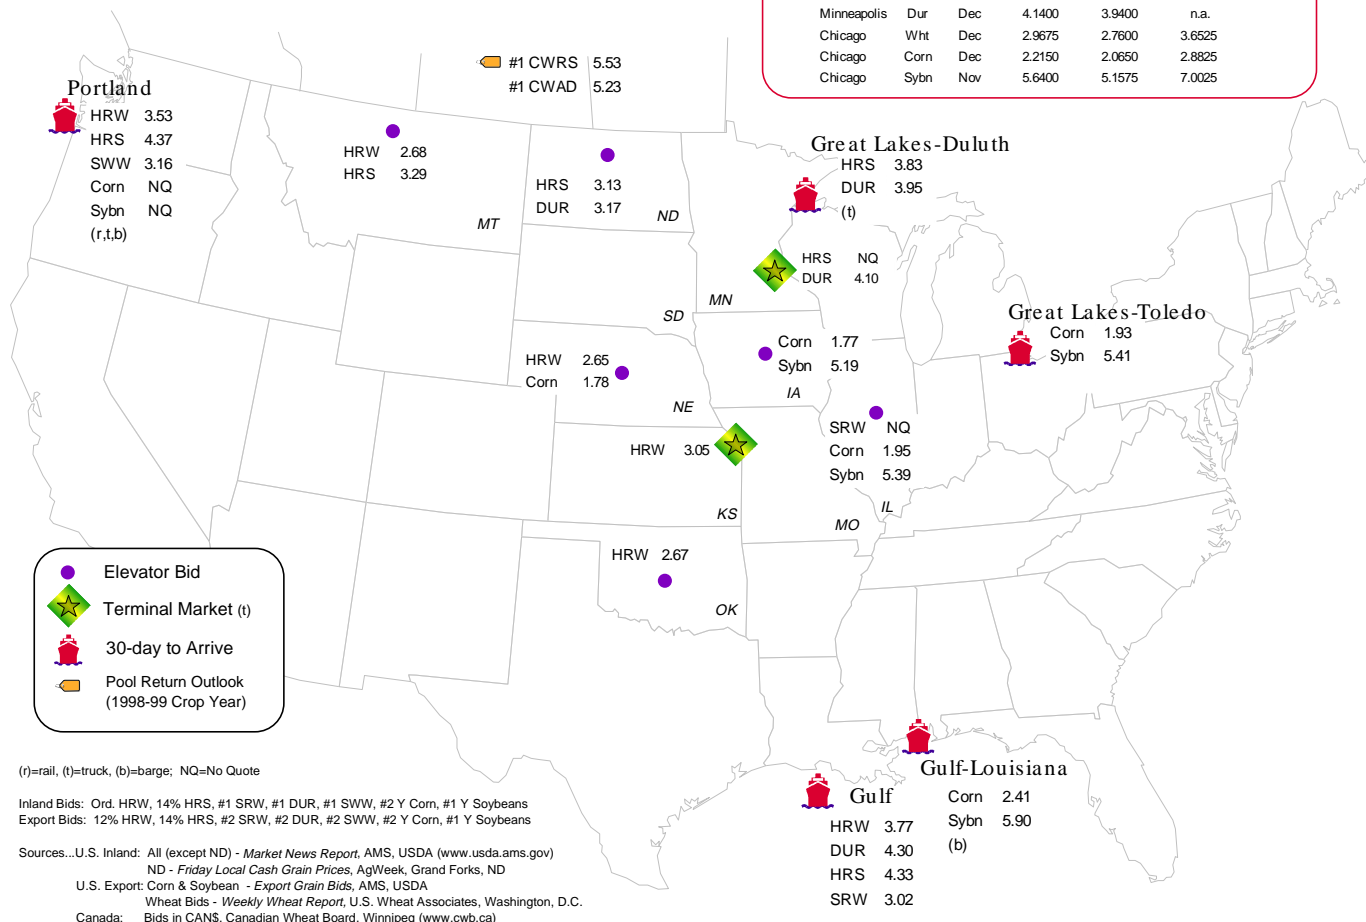 Minneapolis Dur Dec 4.1400 3.9400 n.a.
Chicago Wht Dec 2.9675 2.7600 3.6525
Chicago Corn Dec 2.2150 2.0650 2.8825
Chicago Sybn Nov 5.6400 5.1575 7.0025
#1 CWRS 5.53
#1 CWAD 5.23
Portland
HRW 3.53
HRS 4.37
SWW 3.16
Corn NQ
Sybn NQ
(r,t,b)
HRW 2.68
HRS 3.29
MT
HRS 3.13
DUR 3.17
ND
Great Lakes-Duluth
HRS 3.83
DUR 3.95
(t)
HRS NQ
DUR 4.10
MN
SD
Great Lakes-Toledo
Corn 1.93
Sybn 5.41
HRW 2.65
Corn 1.78
NE
Corn 1.77
Sybn 5.19
IA
SRW NQ
Corn 1.95
Sybn 5.39
IL
HRW 3.05
KS
MO
HRW 2.67
OK
Elevator Bid
Terminal Market (t)
30-day to Arrive
Pool Return Outlook
(1998-99 Crop Year)
Gulf-Louisiana
Corn 2.41
Sybn 5.90
(b)
Gulf
HRW 3.77
DUR 4.30
HRS 4.33
SRW 3.02
(r)=rail, (t)=truck, (b)=barge; NQ=No Quote
Inland Bids: Ord. HRW, 14% HRS, #1 SRW, #1 DUR, #1 SWW, #2 Y Corn, #1 Y Soybeans
Export Bids: 12% HRW, 14% HRS, #2 SRW, #2 DUR, #2 SWW, #2 Y Corn, #1 Y Soybeans
Sources...U.S. Inland: All (except ND) - Market News Report, AMS, USDA (www.usda.ams.gov)
ND - Friday Local Cash Grain Prices, AgWeek, Grand Forks, ND
U.S. Export: Corn & Soybean - Export Grain Bids, AMS, USDA
Wheat Bids - Weekly Wheat Report, U.S. Wheat Associates, Washington, D.C.
Canada: Bids in CAN$, Canadian Wheat Board, Winnipeg (www.cwb.ca)